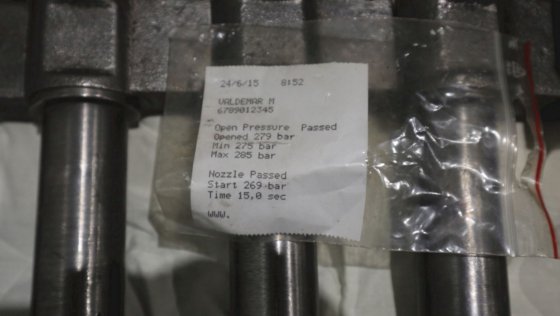 24/6/15 8:52
VALDEMAR M
6789012345
Open Pressure Passed
Opened 279 bar
Min 275 bar
Max 285 bar
Nozzle Passed
Start 269 bar
Time 15,0 sec
WWW.